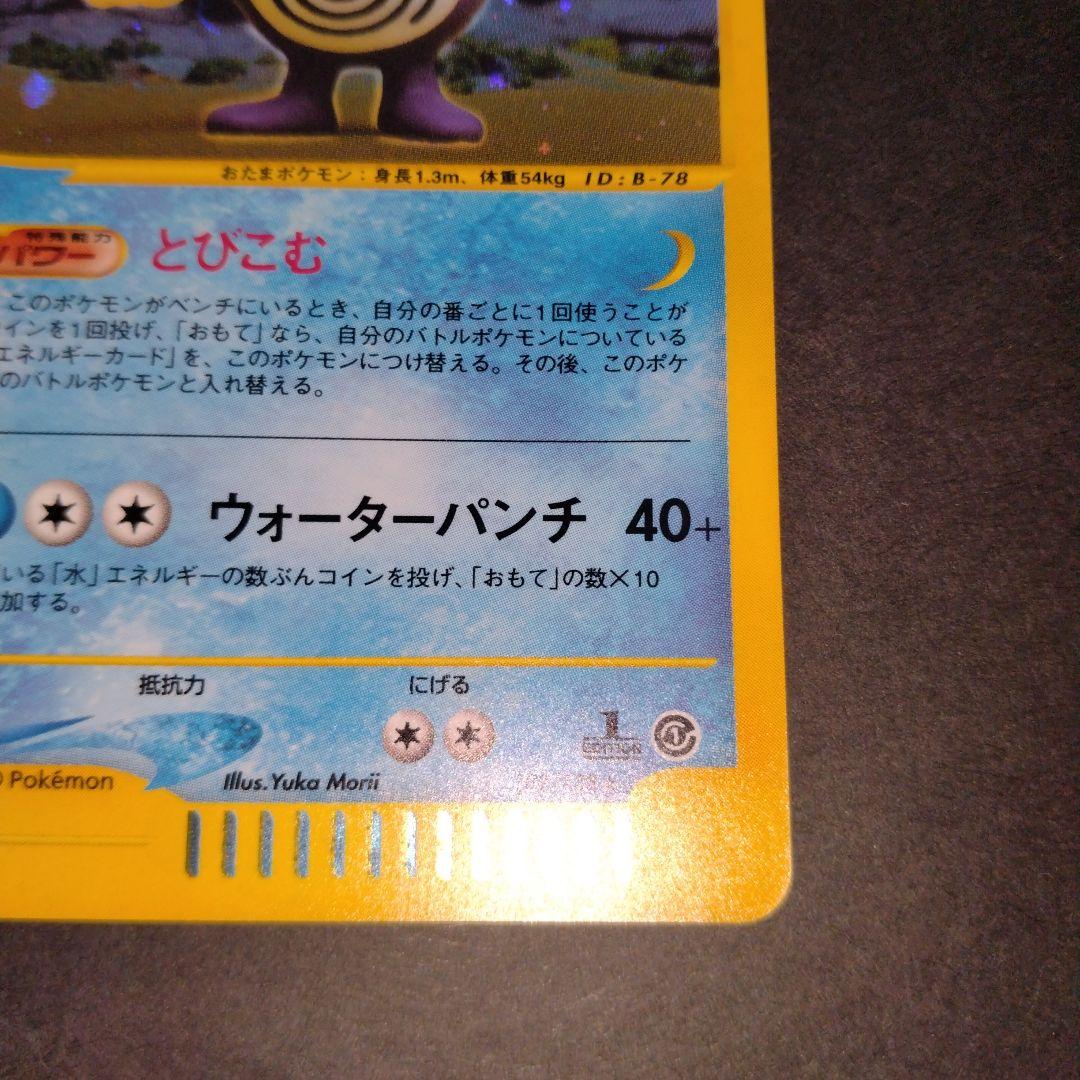 おたまポケモン：身長1.3m、体重54kg ID：B-78
特殊能力
パワー とびこむ
このポケモンがベンチにいるとき、自分の番ごとに1回使うことが
インを1回投げ、「おもて」なら、自分のバトルポケモンについている
エネルギーカード」を、このポケモンにつけ替える。その後、このポケ
のバトルポケモンと入れ替える。
ウォーターパンチ 40+
いる「水」エネルギーの数ぶんコインを投げ、「おもて」の数×10
加する。
抵抗力 にげる
1 EDITION
Pokémon Illus. Yuka Morii